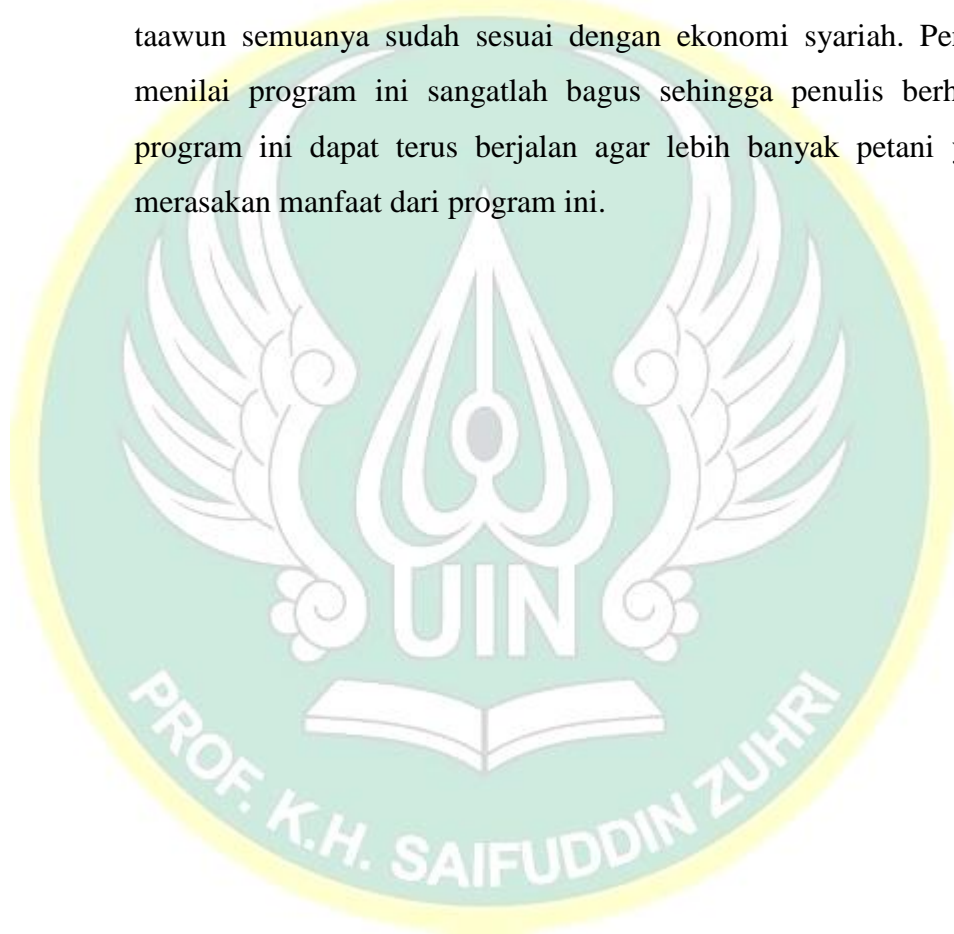 taawun semuanya sudah sesuai dengan ekonomi syariah.
menilai program ini sangatlah bagus sehingga penulis
program ini dapat terus berjalan agar lebih banyak petani
merasakan manfaat dari program ini.
UIN
PROF. K.H. SAIFUDDIN ZUHRI